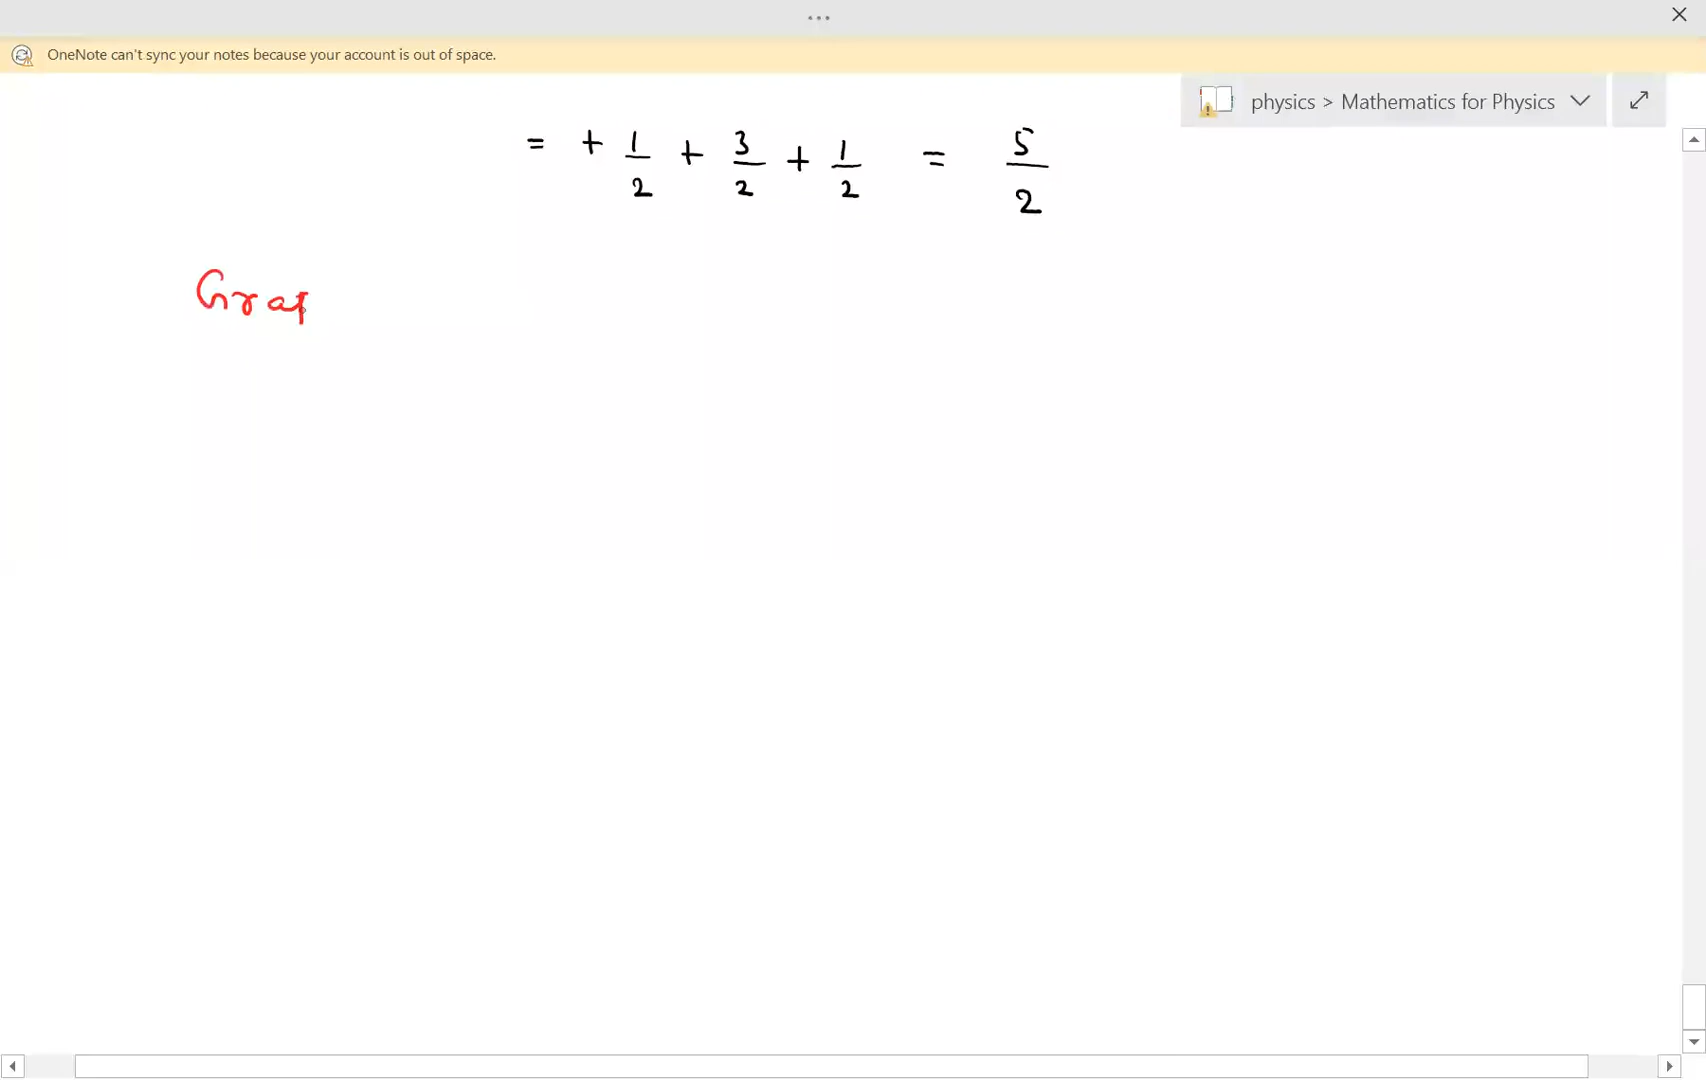 OneNote can't sync your notes because your account is out of space.
physics > Mathematics for Physics
= + 1/2 + 3/2 + 1/2 = 5/2
Grap